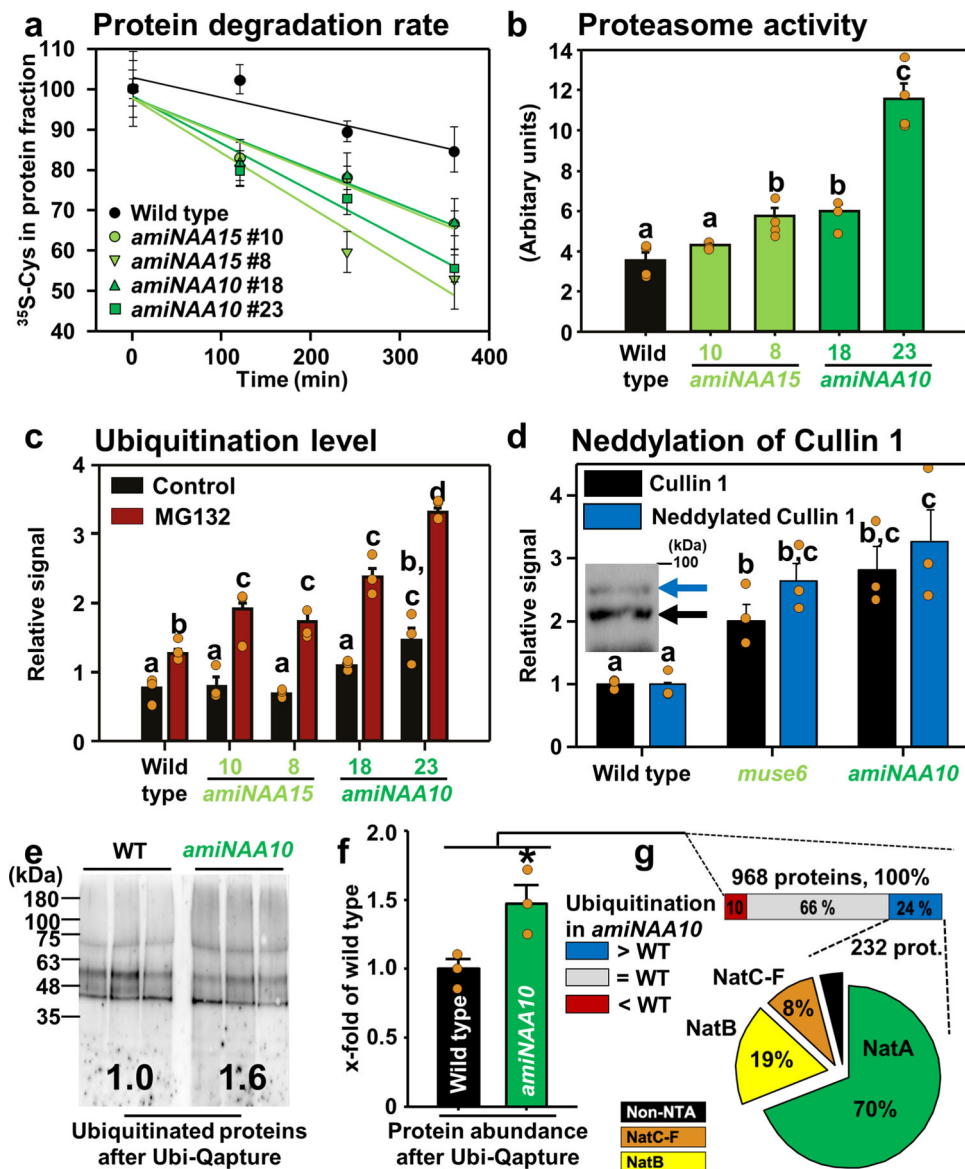 a Protein degradation rate
³⁵S-Cys in protein fraction
110
100
90
80
70
60
50
40
0 100 200 300 400
Time (min)
Wild type
amiNAA15 #10
amiNAA15 #8
amiNAA10 #18
amiNAA10 #23
b Proteasome activity
(Arbitary units)
14
12
10
8
6
4
2
0
a a b b c
Wild type
10 8 18 23
amiNAA15 amiNAA10
c Ubiquitination level
Relative signal
4
3
2
1
0
Control
MG132
a b a c a c a c b, c d
Wild type
10 8 18 23
amiNAA15 amiNAA10
d Neddylation of Cullin 1
Relative signal
4
3
2
1
0
Cullin 1
Neddylated Cullin 1
(kDa)
100
a a b b,c b,c c
Wild type muse6 amiNAA10
e
WT amiNAA10
(kDa)
180
100
75
63
48
35
1.0 1.6
Ubiquitinated proteins
after Ubi-Qapture
f
x-fold of wild type
2.0
1.5
1.0
0.5
0
*
Wild type
amiNAA10
Protein abundance
after Ubi-Qapture
g
968 proteins, 100%
10 66 % 24 %
232 prot.
Ubiquitination
in amiNAA10
> WT
= WT
< WT
NatC-F
8%
NatB
19%
NatA
70%
Non-NTA
NatC-F
NatB